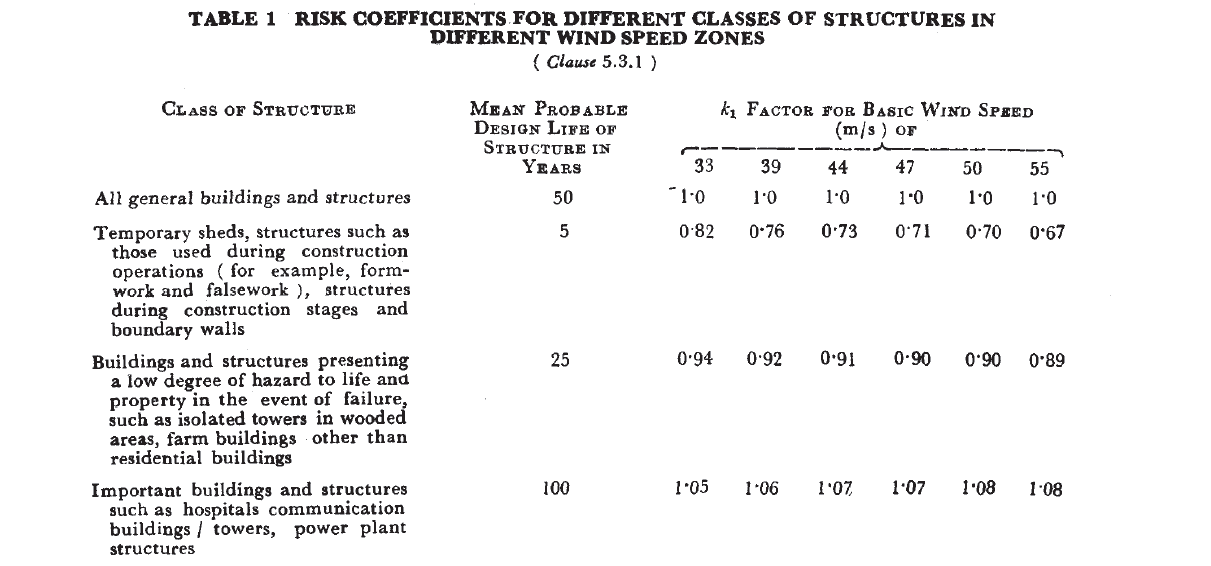 TABLE 1 RISK COEFFICIENTS FOR DIFFERENT CLASSES OF STRUCTURES IN
DIFFERENT WIND SPEED ZONES
( Clause 5.3.1 )
CLASS OF STRUCTURE MEAN PROBABLE k1 FACTOR FOR BASIC WIND SPEED
DESIGN LIFE OF (m/s ) OF
STRUCTURE IN
YEARS 33 39 44 47 50 55
All general buildings and structures 50 1·0 1·0 1·0 1·0 1·0 1·0
Temporary sheds, structures such as 5 0·82 0·76 0·73 0·71 0·70 0·67
those used during construction
operations ( for example, form-
work and falsework ), structures
during construction stages and
boundary walls
Buildings and structures presenting 25 0·94 0·92 0·91 0·90 0·90 0·89
a low degree of hazard to life and
property in the event of failure,
such as isolated towers in wooded
areas, farm buildings other than
residential buildings
Important buildings and structures 100 1·05 1·06 1·07 1·07 1·08 1·08
such as hospitals communication
buildings / towers, power plant
structures